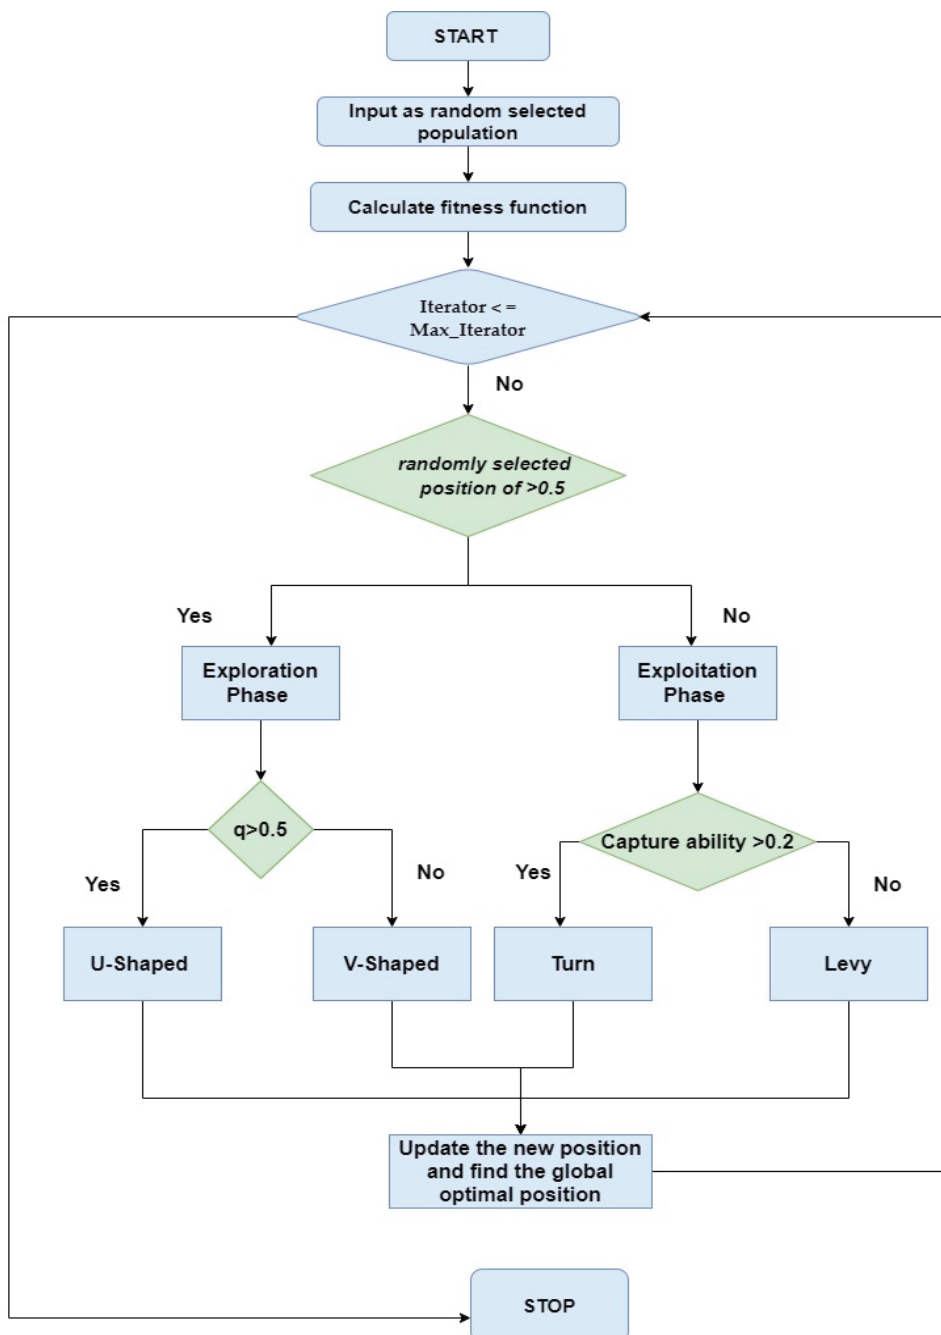 START
Input as random selected
population
Calculate fitness function
Iterator < =
Max_Iterator
No
randomly selected
position of >0.5
Yes
No
Exploration
Phase
Exploitation
Phase
q>0.5
Capture ability >0.2
Yes
No
Yes
No
U-Shaped
V-Shaped
Turn
Levy
Update the new position
and find the global
optimal position
STOP